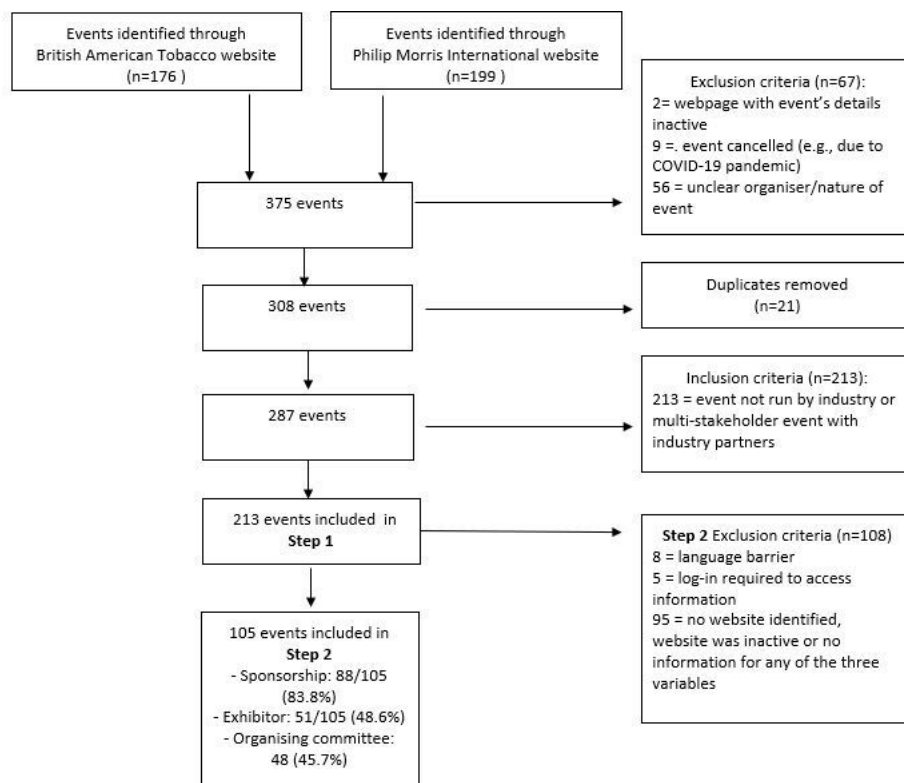 Events identified through
British American Tobacco website
(n=176)
Events identified through
Philip Morris International website
(n=199 )
Exclusion criteria (n=67):
2= webpage with event’s details
inactive
9 =. event cancelled (e.g., due to
COVID-19 pandemic)
56 = unclear organiser/nature of
event
375 events
308 events
Duplicates removed
(n=21)
287 events
Inclusion criteria (n=213):
213 = event not run by industry or
multi-stakeholder event with
industry partners
213 events included in
Step 1
Step 2 Exclusion criteria (n=108)
8 = language barrier
5 = log-in required to access
information
95 = no website identified,
website was inactive or no
information for any of the three
variables
105 events included in
Step 2
- Sponsorship: 88/105
(83.8%)
- Exhibitor: 51/105 (48.6%)
- Organising committee:
48 (45.7%)